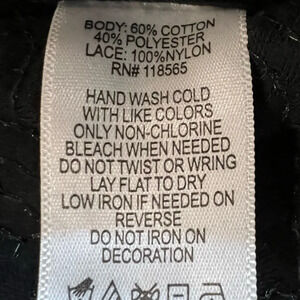 BODY: 60% COTTON
40% POLYESTER
LACE: 100%NYLON
RN# 118565
HAND WASH COLD
WITH LIKE COLORS
ONLY NON-CHLORINE
BLEACH WHEN NEEDED
DO NOT TWIST OR WRING
LAY FLAT TO DRY
LOW IRON IF NEEDED ON
REVERSE
DO NOT IRON ON
DECORATION